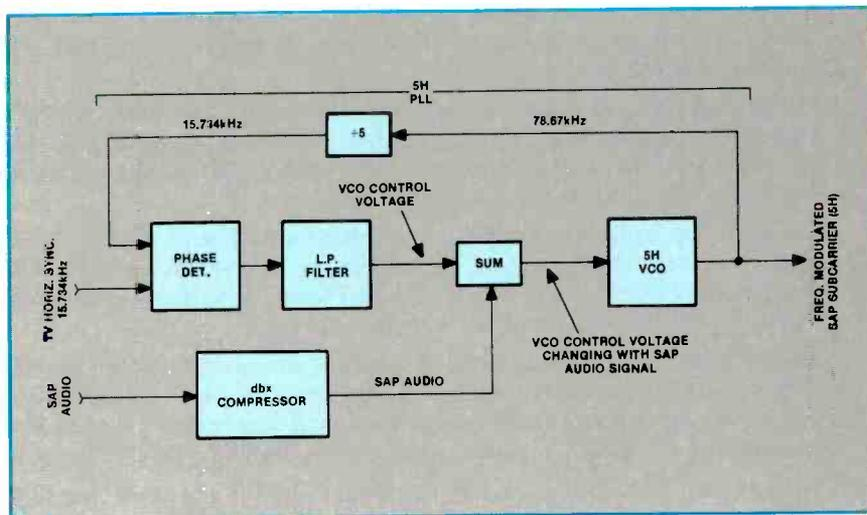 5H
PLL
15.734kHz
÷5
78.67kHz
VCO CONTROL
VOLTAGE
PHASE
DET.
L.P.
FILTER
SUM
5H
VCO
TV HORIZ. SYNC.
15.734kHz
FREQ. MODULATED
SAP SUBCARRIER (5H)
VCO CONTROL VOLTAGE
CHANGING WITH SAP
AUDIO SIGNAL
SAP
AUDIO
dbx
COMPRESSOR
SAP AUDIO